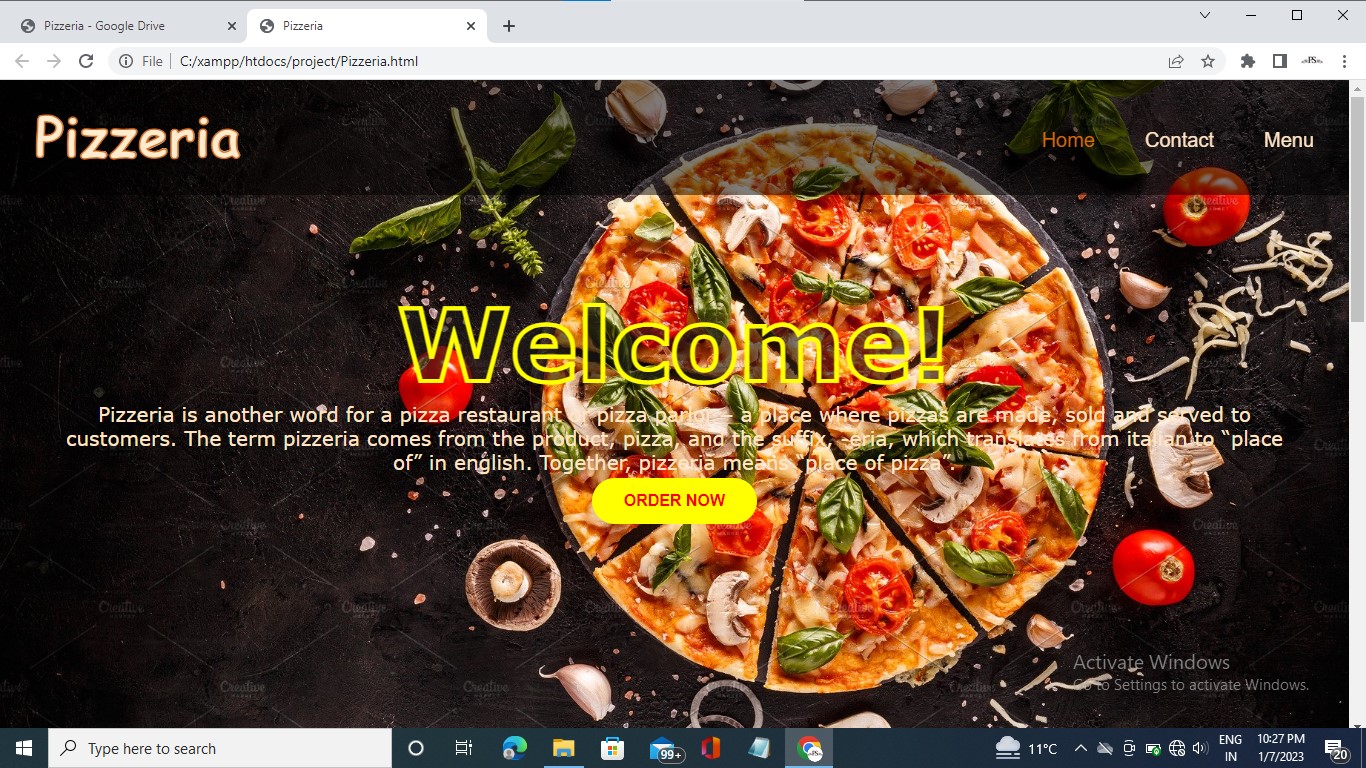 Pizzeria - Google Drive
Pizzeria
File
C:/xampp/htdocs/project/Pizzeria.html
Pizzeria
Home
Contact
Menu
Welcome!
Pizzeria is another word for a pizza restaurant or pizza parlor – a place where pizzas are made, sold and served to
customers. The term pizzeria comes from the product, pizza, and the suffix, -eria, which translates from italian to “place
of” in english. Together, pizzeria means “place of pizza”.
ORDER NOW
Activate Windows
Go to Settings to activate Windows.
Type here to search
99+
11°C
ENG
IN
10:27 PM
1/7/2023
20